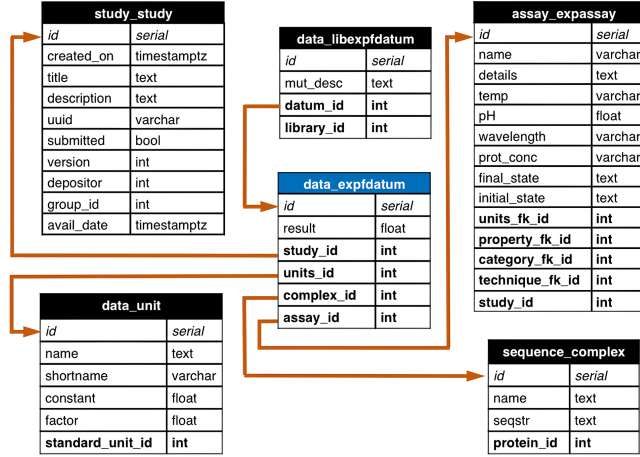 study_study
id serial
created_on timestamptz
title text
description text
uuid varchar
submitted bool
version int
depositor int
group_id int
avail_date timestamptz
data_libexpfdatum
id serial
mut_desc text
datum_id int
library_id int
assay_expassay
id serial
name varchar
details text
temp varchar
pH float
wavelength varchar
prot_conc varchar
final_state text
initial_state text
units_fk_id int
property_fk_id int
category_fk_id int
technique_fk_id int
study_id int
data_expfdatum
id serial
result float
study_id int
units_id int
complex_id int
assay_id int
data_unit
id serial
name text
shortname varchar
constant float
factor float
standard_unit_id int
sequence_complex
id serial
name text
seqstr text
protein_id int